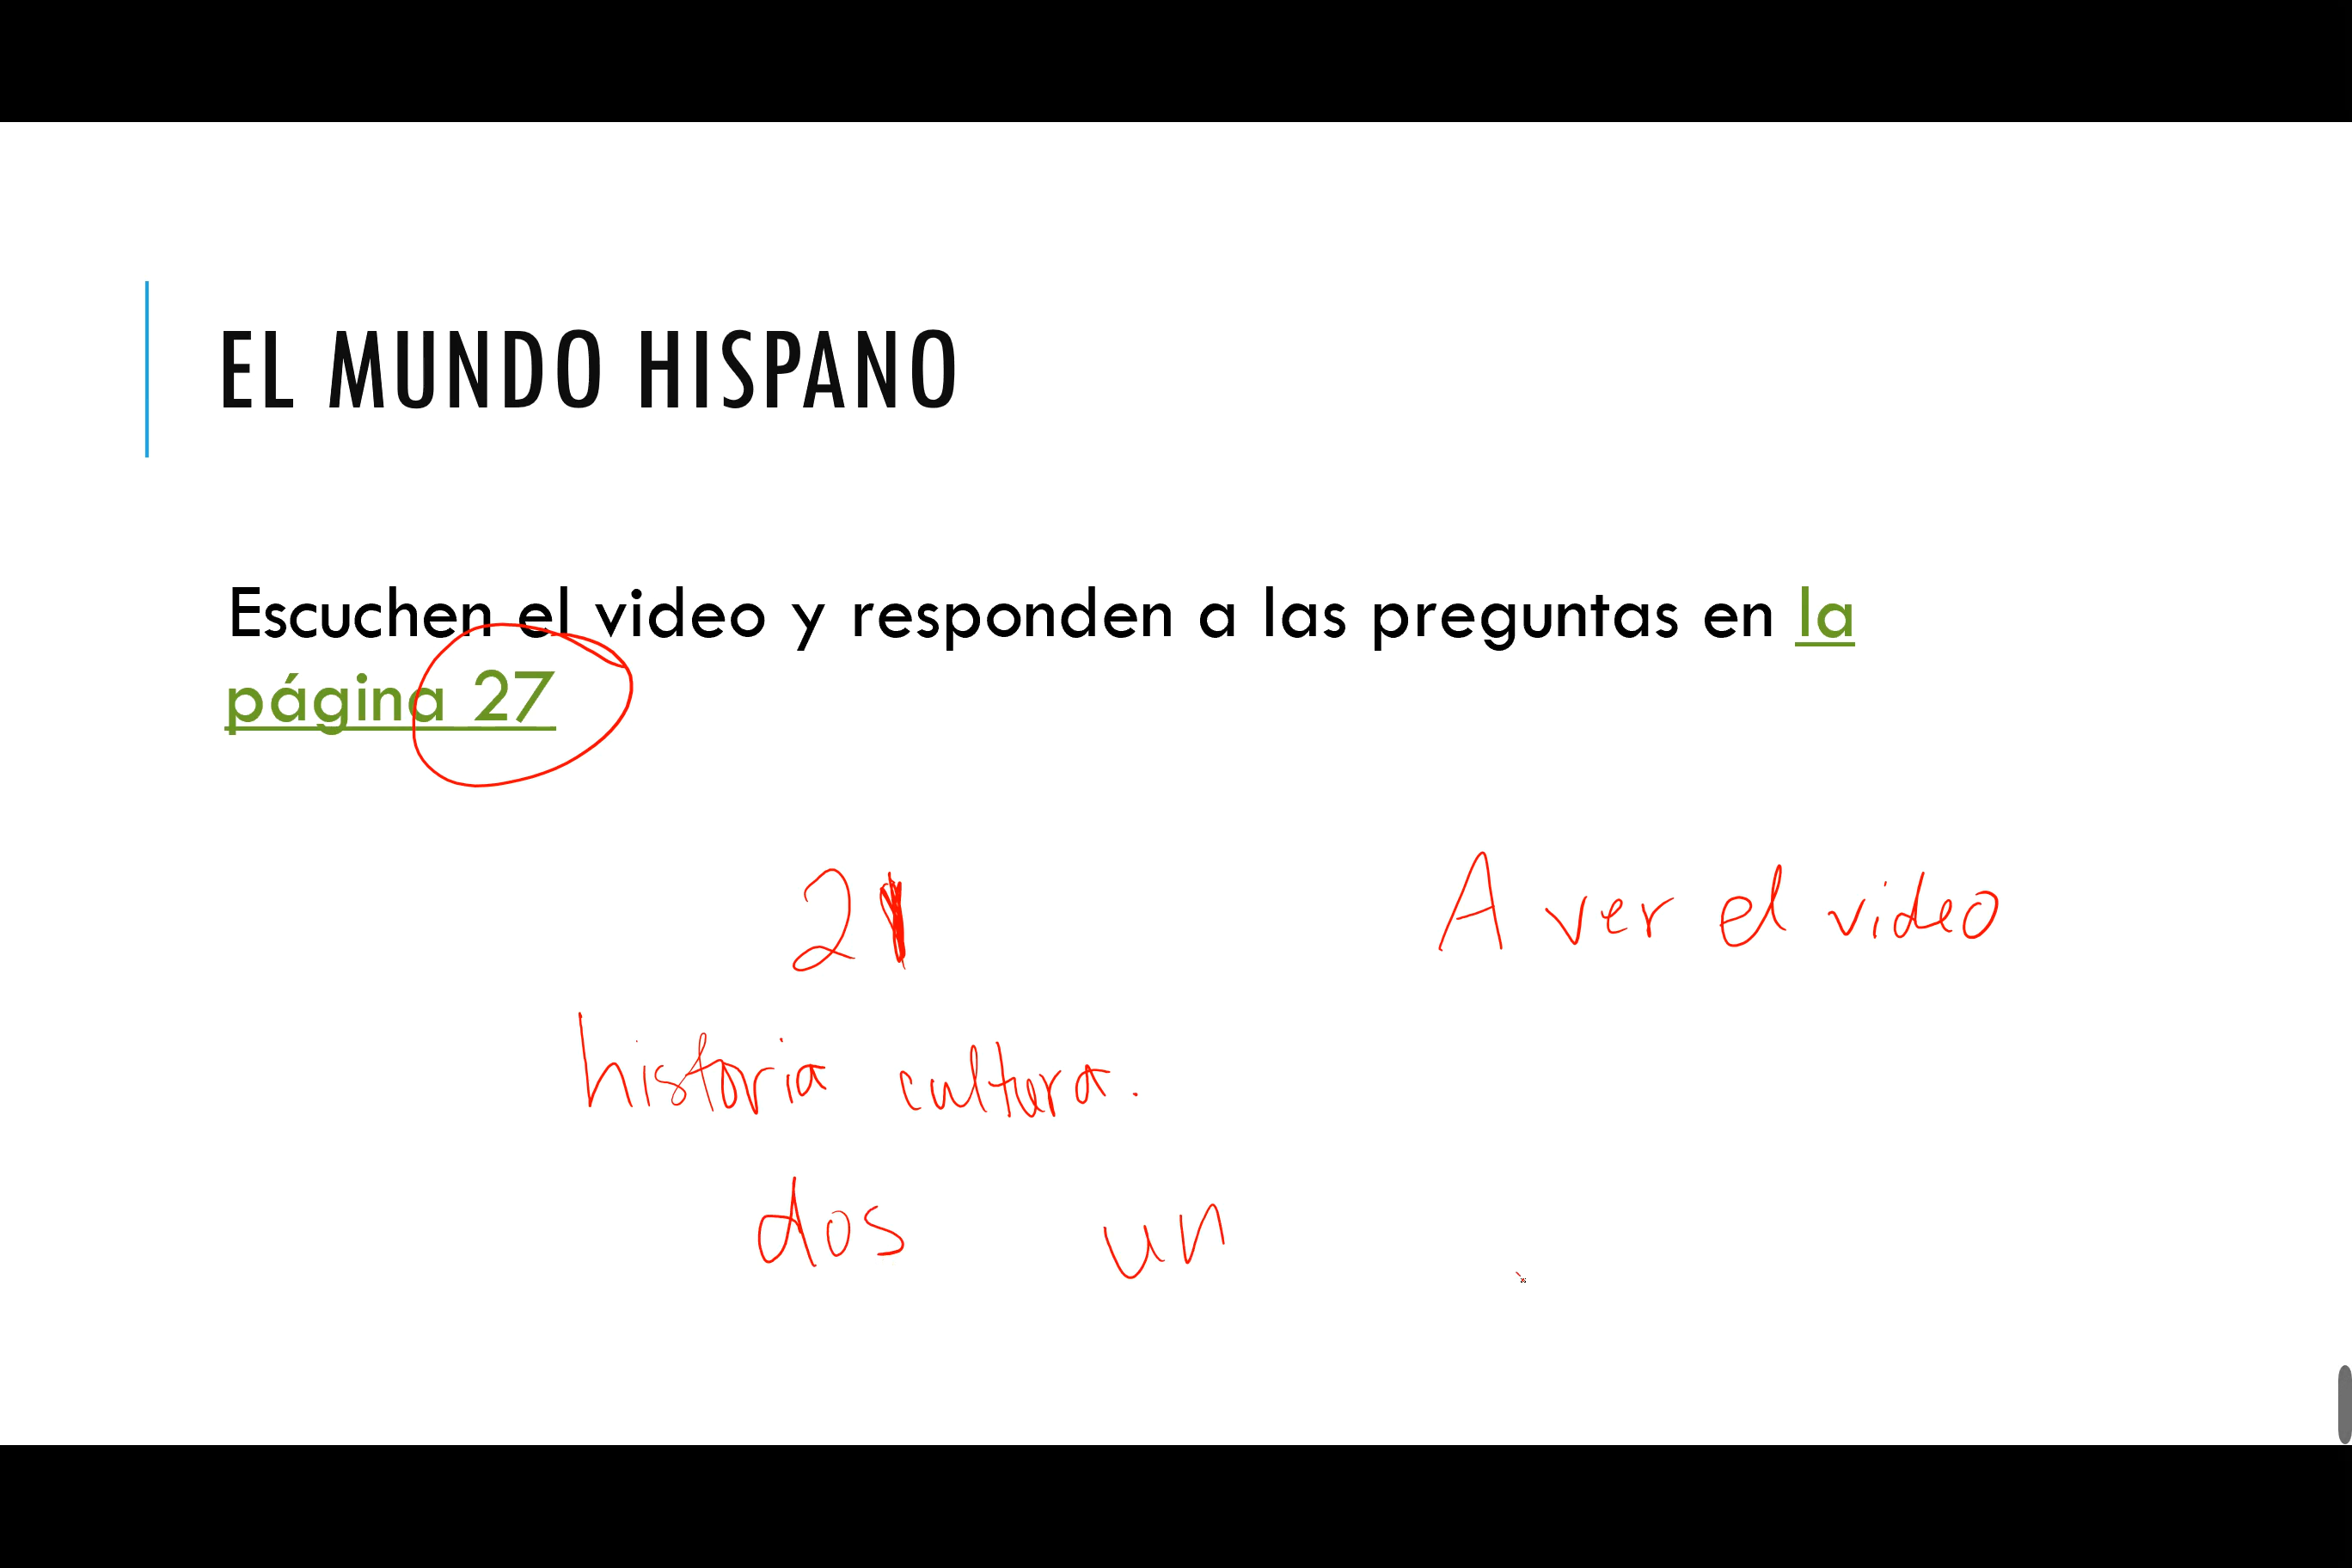 EL MUNDO HISPANO
Escuchen el video y responden a las preguntas en la
página 27
21
A ver el video
historia cultura.
dos un